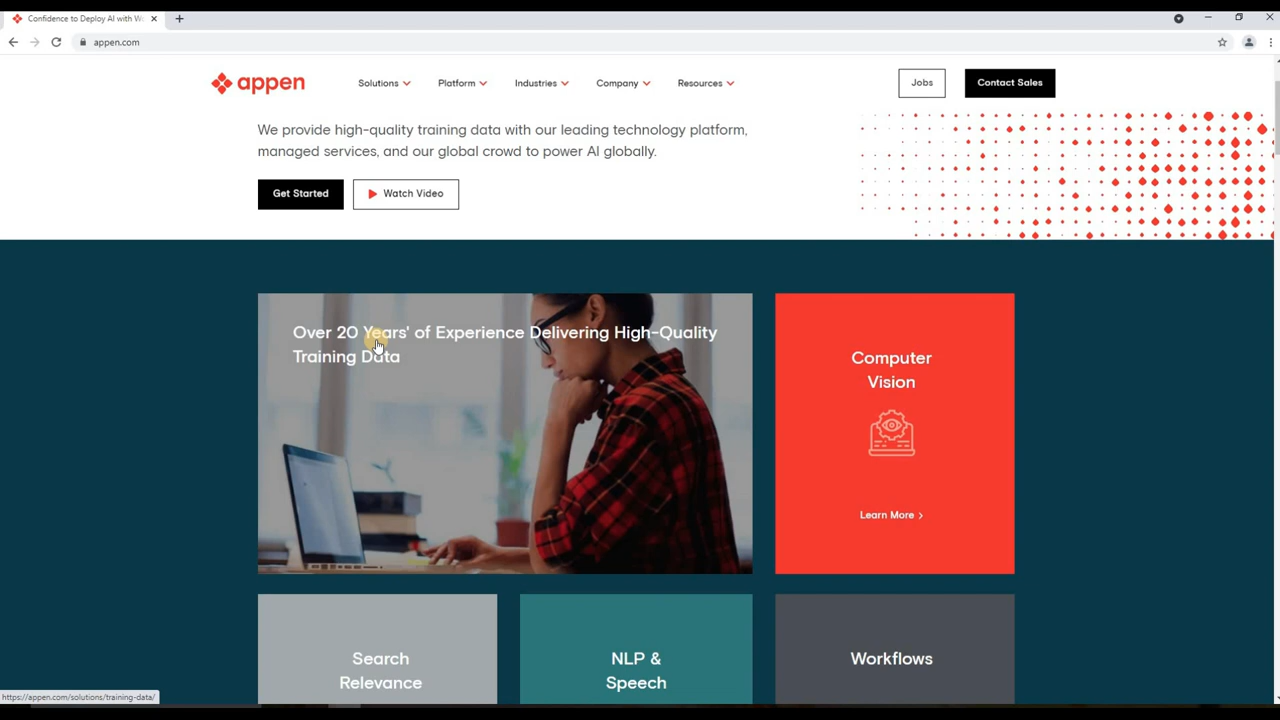 Confidence to Deploy AI with Wo
appen.com
appen
Solutions
Platform
Industries
Company
Resources
Jobs
Contact Sales
We provide high-quality training data with our leading technology platform,
managed services, and our global crowd to power AI globally.
Get Started
Watch Video
Over 20 Years' of Experience Delivering High-Quality
Training Data
Computer
Vision
Learn More
Search
Relevance
NLP &
Speech
Workflows
https://appen.com/solutions/training-data/